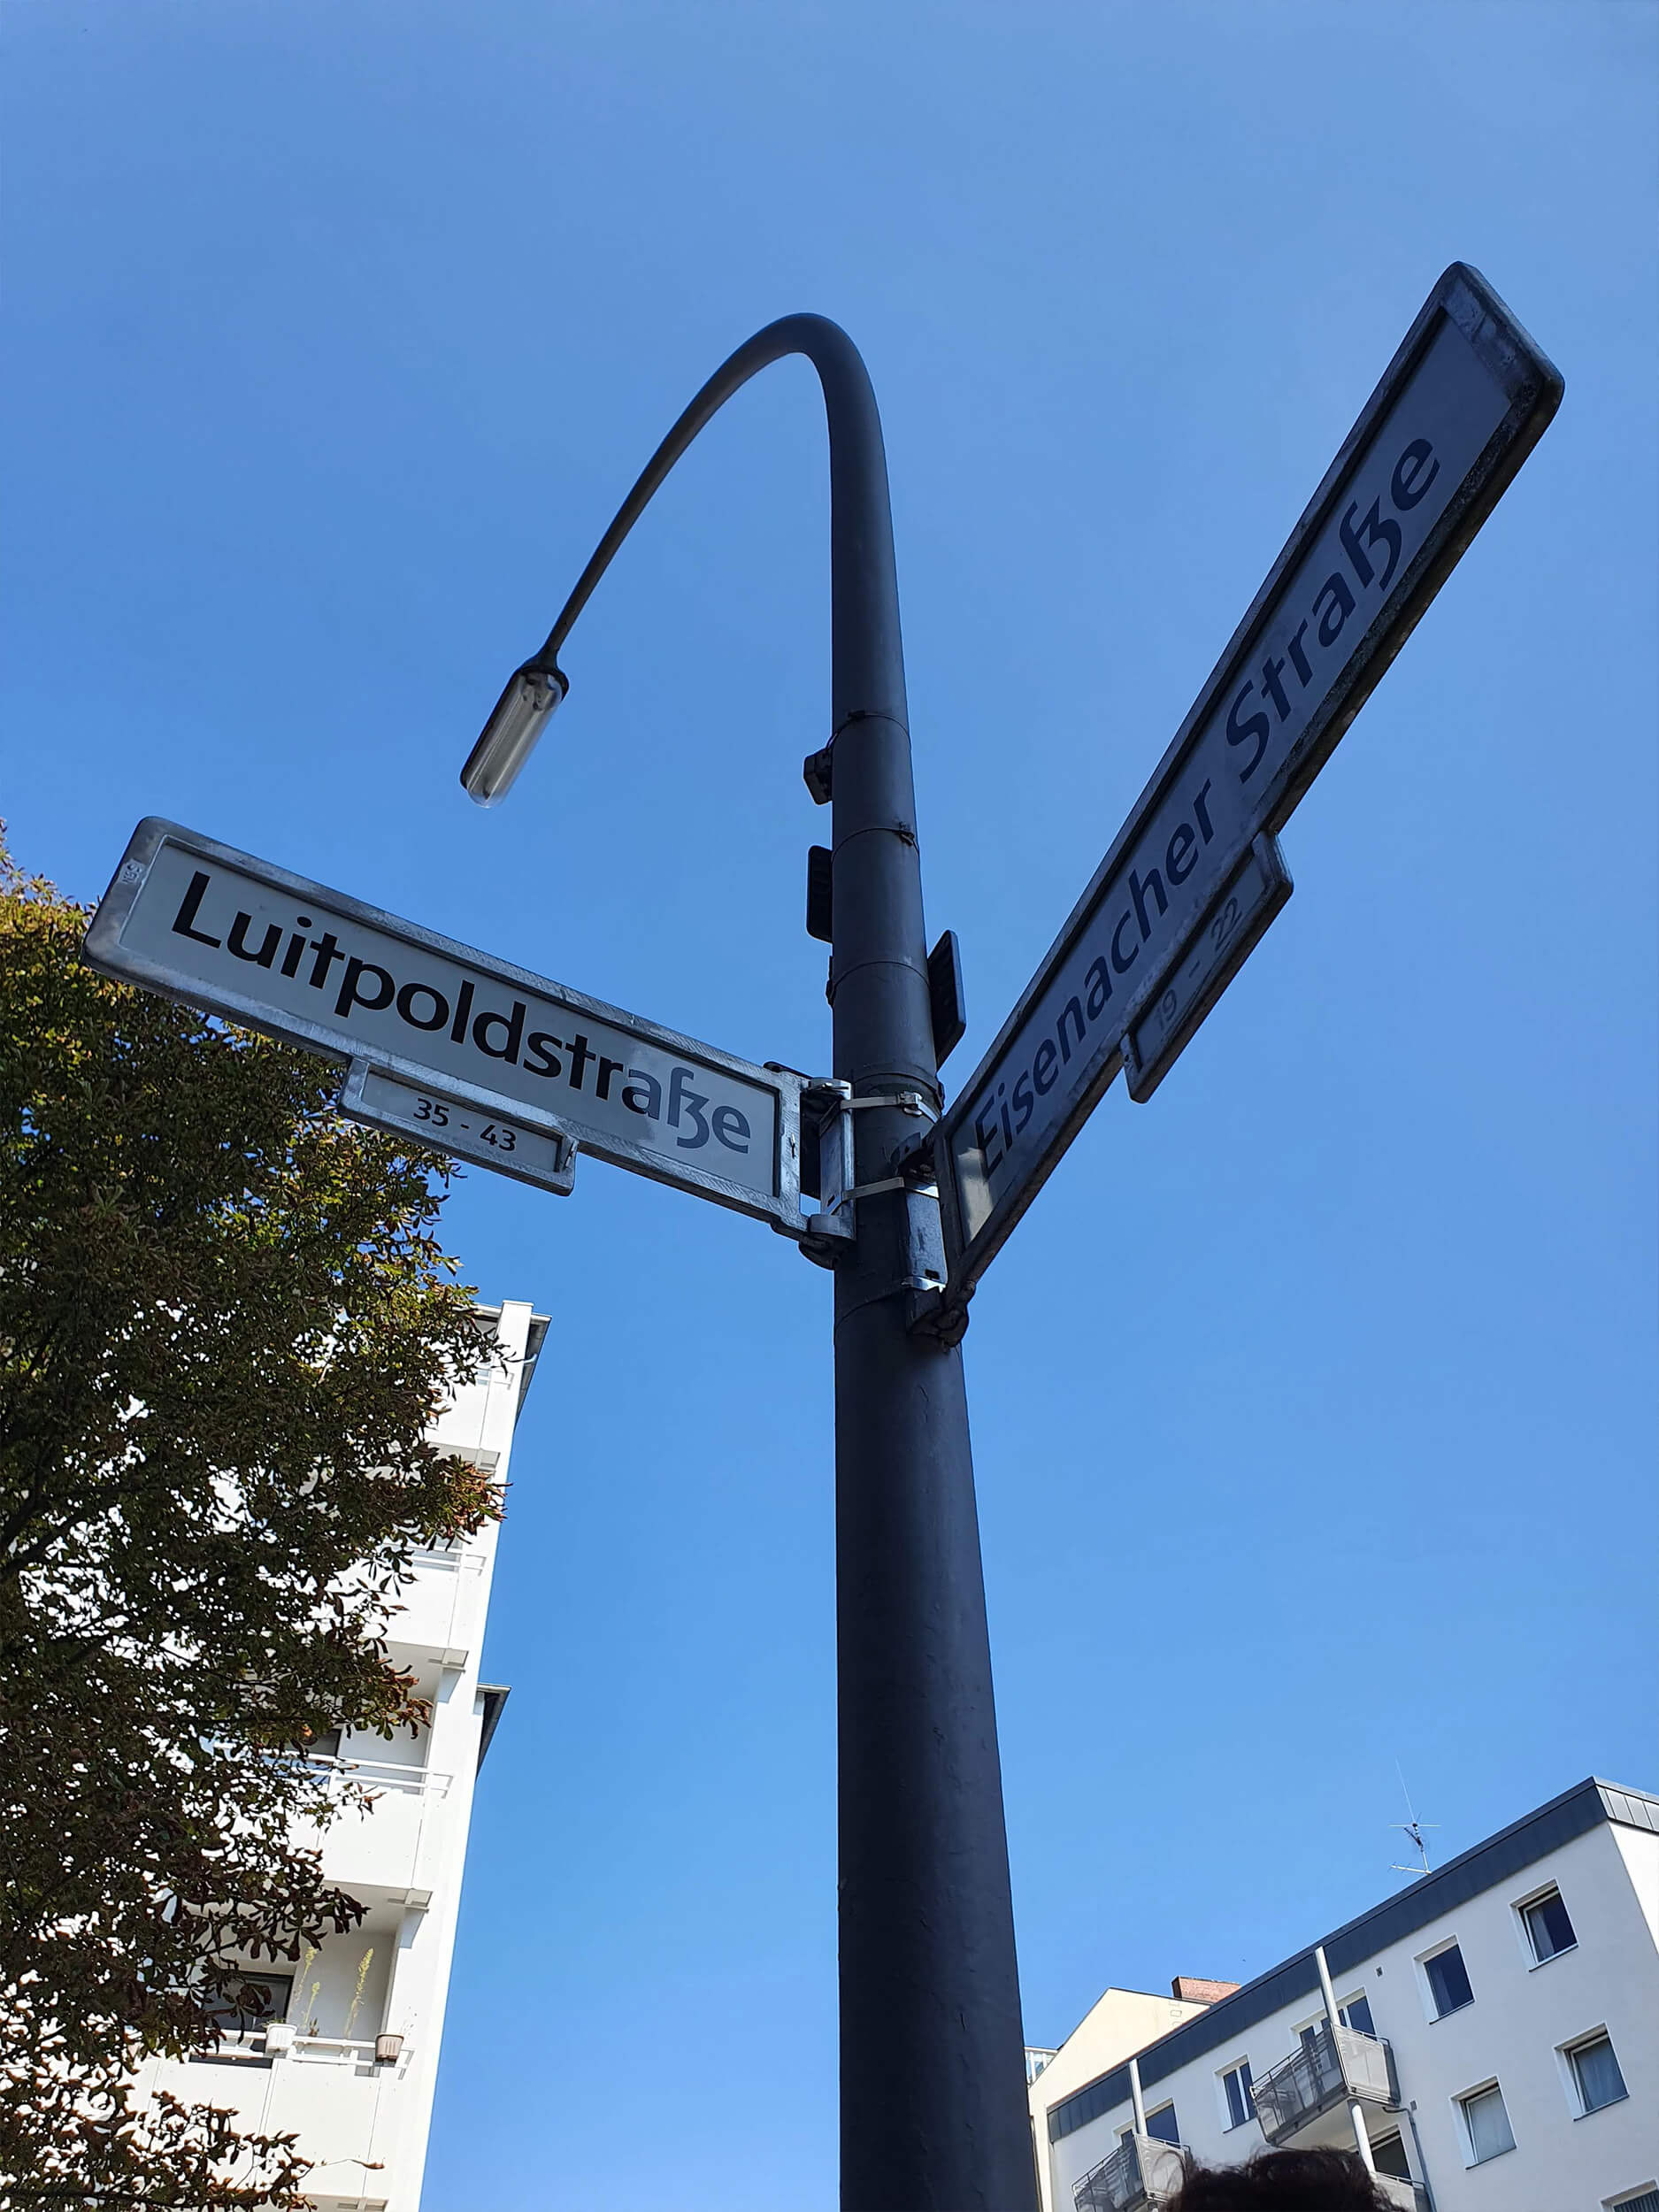 Luitpoldstraße
35 - 43
Eisenacher Straße
19 - 22